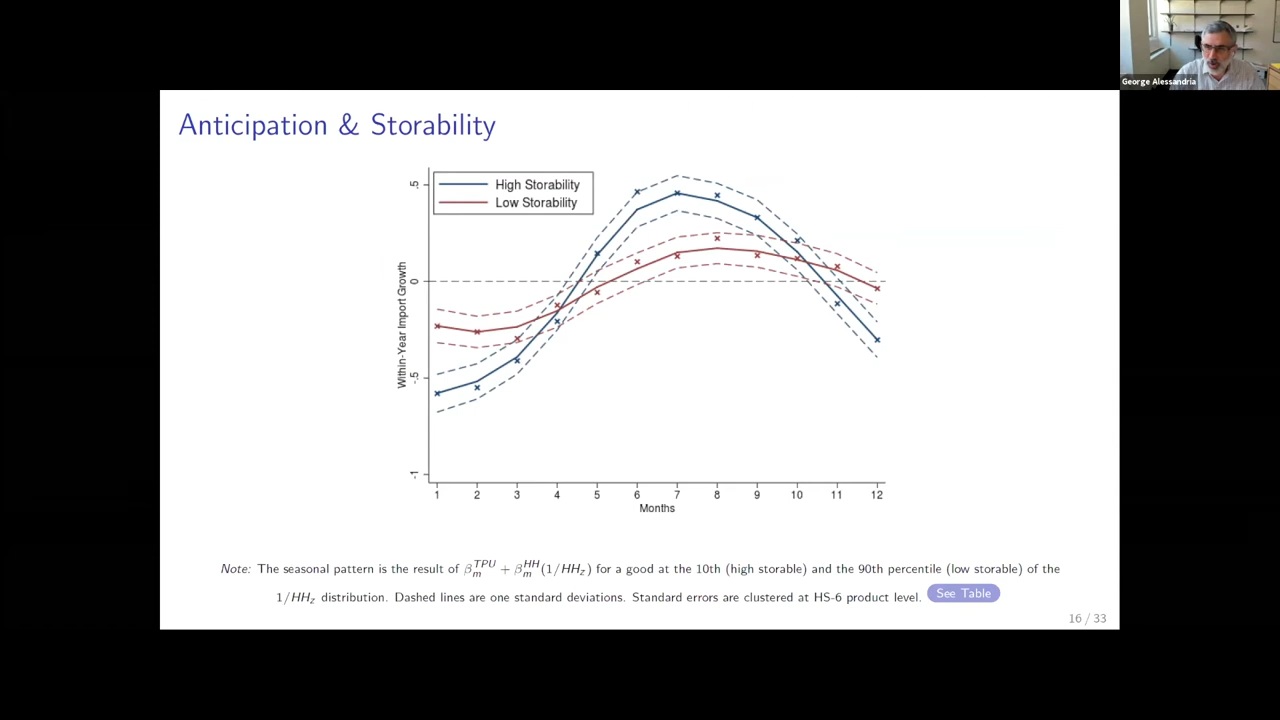 George Alessandria
Anticipation & Storability
High Storability
Low Storability
Within-Year Import Growth
.5
0
-.5
-1
1 2 3 4 5 6 7 8 9 10 11 12
Months
Note: The seasonal pattern is the result of β_m^{TPU} + β_m^{HH}(1/HH_z) for a good at the 10th (high storable) and the 90th percentile (low storable) of the
1/HH_z distribution. Dashed lines are one standard deviations. Standard errors are clustered at HS-6 product level. See Table
16 / 33